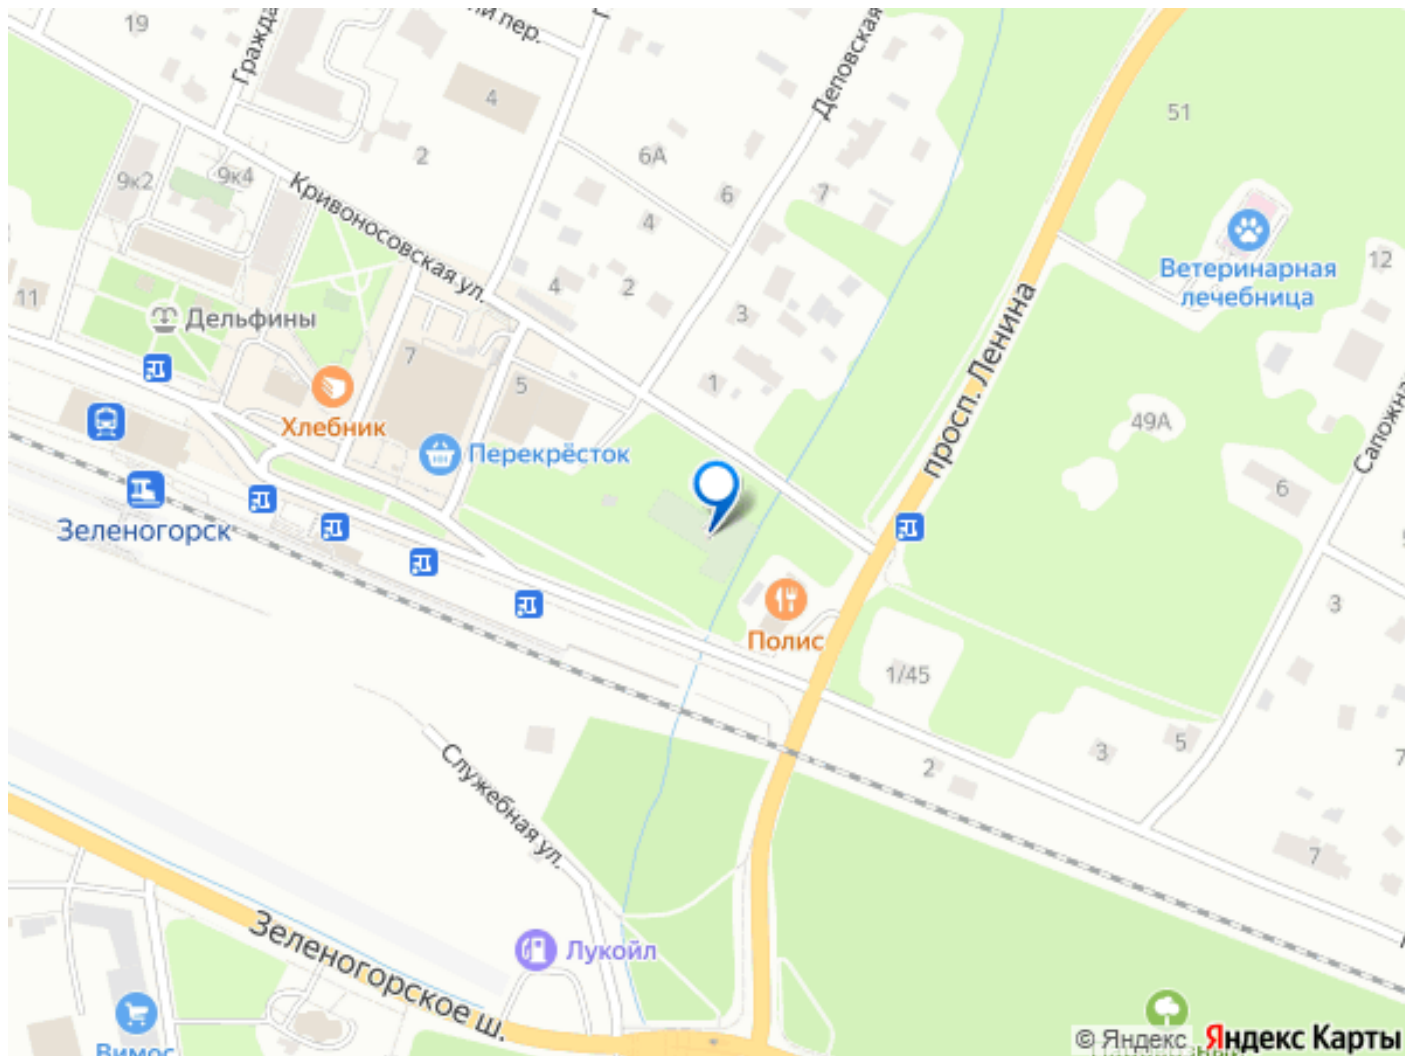 19
Гражда
ий пер.
Деповская
4
51
2
6А
9к2
9к4
6
7
4
Кривоносовская ул.
12
Ветеринарная
лечебница
11
4
2
Дельфины
3
просп. Ленина
7
5
1
Хлебник
49А
Сапожна
Перекрёсток
6
Зеленогорск
3
Полис
1/45
5
3
2
7
7
Служебная ул.
Зеленогорское ш.
Лукойл
Вимос
© Яндекс
Яндекс Карты